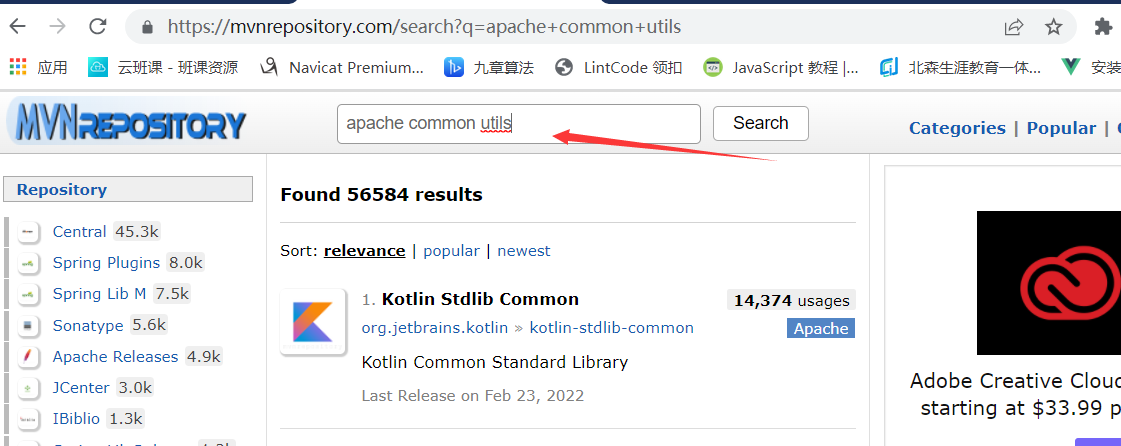 https://mvnrepository.com/search?q=apache+common+utils
应用 云班课 - 班课资源 Navicat Premium... 九章算法 LintCode 领扣 JavaScript 教程 |... 北森生涯教育一体... 安装
MVNREPOSITORY apache common utils Search Categories | Popular |
Repository
Central 45.3k
Spring Plugins 8.0k
Spring Lib M 7.5k
Sonatype 5.6k
Apache Releases 4.9k
JCenter 3.0k
IBiblio 1.3k
Found 56584 results
Sort: relevance | popular | newest
1. Kotlin Stdlib Common 14,374 usages
org.jetbrains.kotlin » kotlin-stdlib-common Apache
Kotlin Common Standard Library
Last Release on Feb 23, 2022
Adobe Creative Cloud
starting at $33.99 p